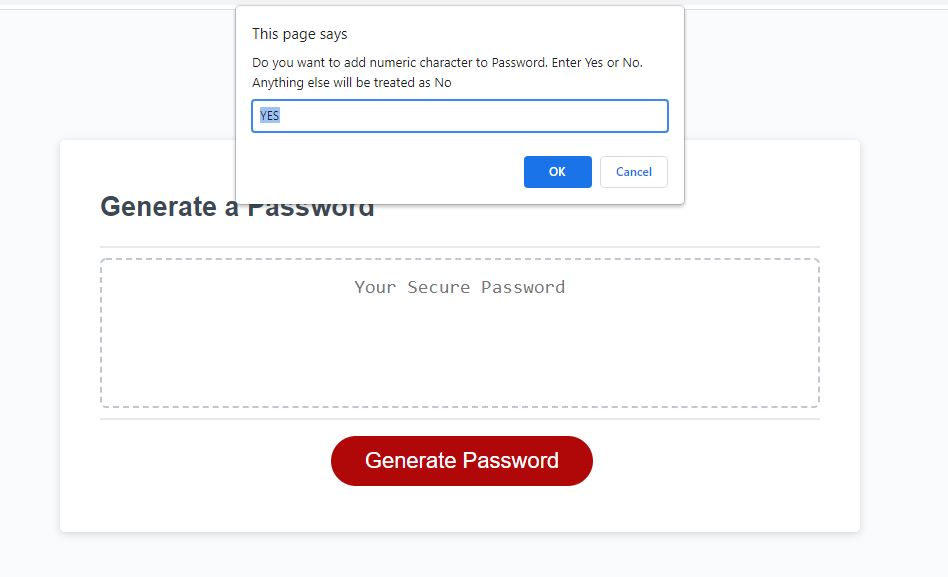 This page says
Do you want to add numeric character to Password. Enter Yes or No.
Anything else will be treated as No
YES
OK
Cancel
Generate a Password
Your Secure Password
Generate Password